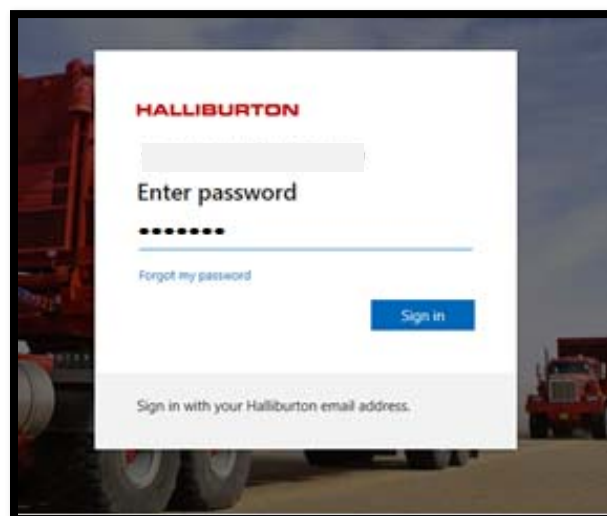 HALLIBURTON
Enter password
•••••••
Forgot my password
Sign in
Sign in with your Halliburton email address.